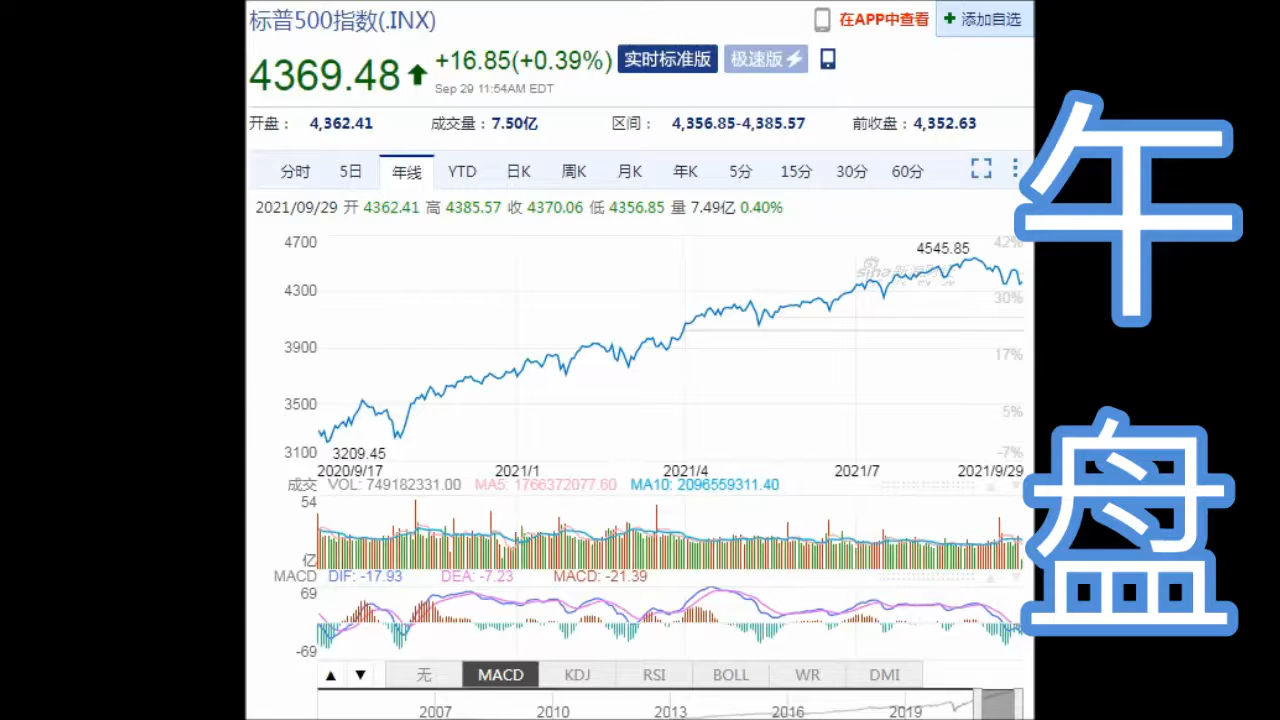 标普500指数(.INX)
在APP中查看
+ 添加自选
4369.48
+16.85(+0.39%)
实时标准版
极速版
Sep 29 11:54AM EDT
开盘： 4,362.41 成交量：7.50亿 区间： 4,356.85-4,385.57 前收盘：4,352.63
分时 5日 年线 YTD 日K 周K 月K 年K 5分 15分 30分 60分
2021/09/29 开 4362.41 高 4385.57 收 4370.06 低 4356.85 量 7.49亿 0.40%
4700 4545.85 42%
sina新浪财经
4300 30%
3900 17%
3500 5%
3100 3209.45 -7%
2020/9/17 2021/1 2021/4 2021/7 2021/9/29
成交 VOL: 749182331.00 MA5: 1766372077.60 MA10: 2096559311.40
54
亿
MACD DIF: -17.93 DEA: -7.23 MACD: -21.39
69
-69
▲ ▼ 无 MACD KDJ RSI BOLL WR DMI
2007 2010 2013 2016 2019
午
盘